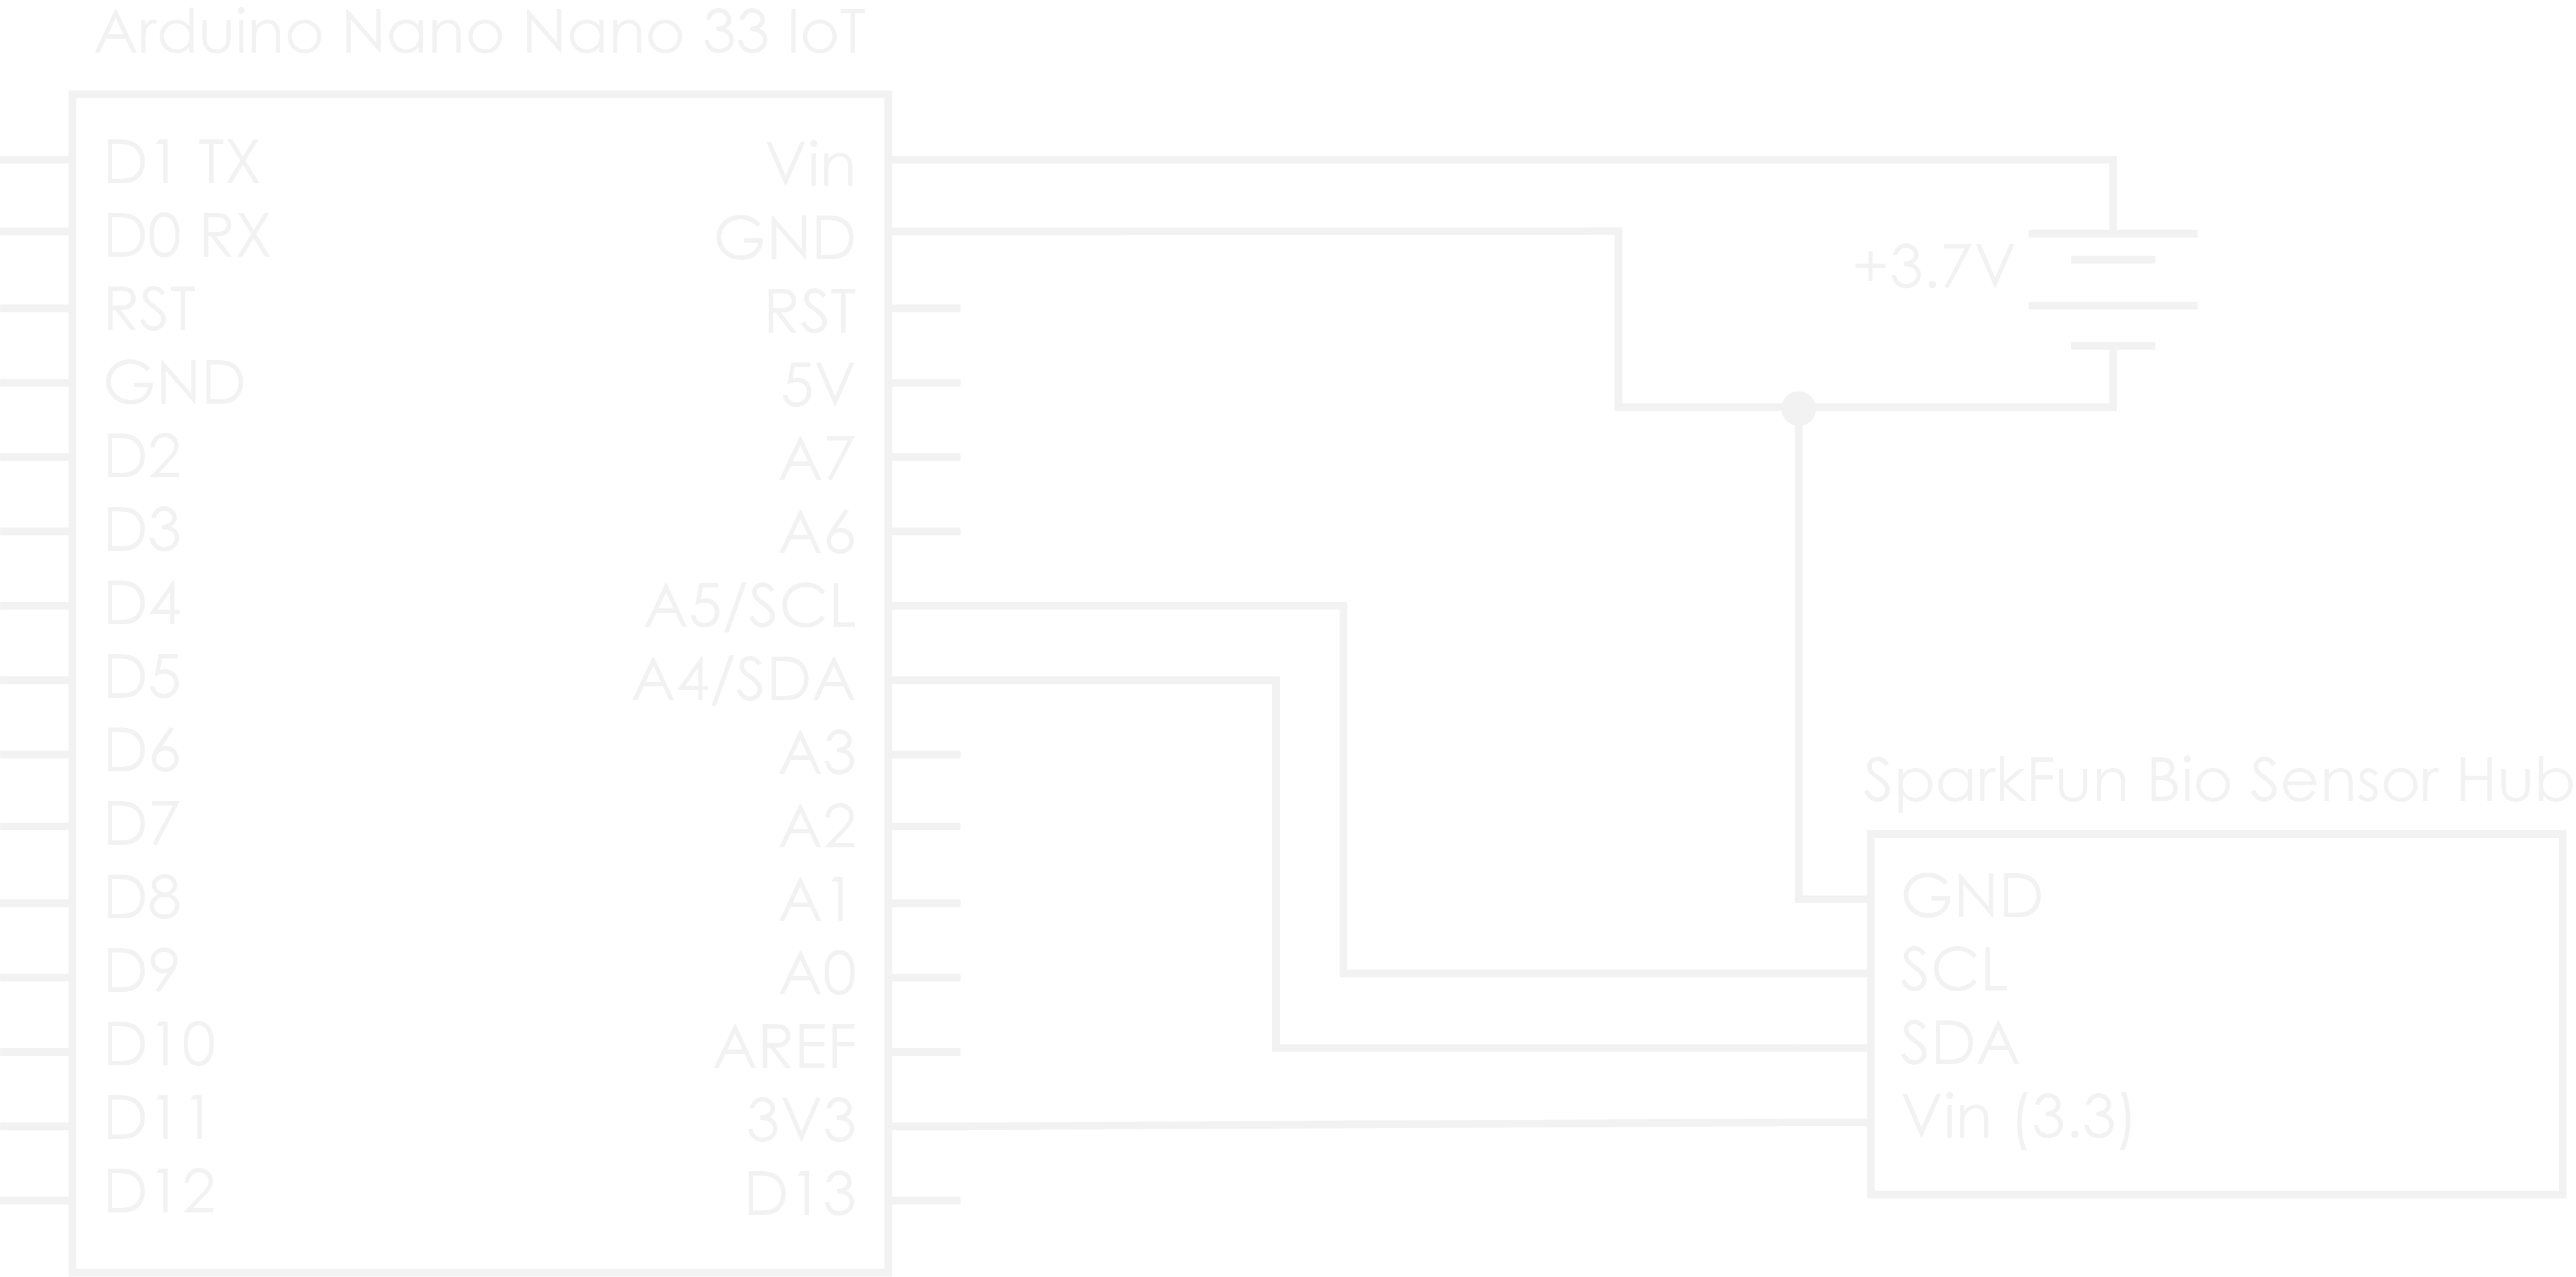 Arduino Nano Nano 33 IoT
D1 TX
D0 RX
RST
GND
D2
D3
D4
D5
D6
D7
D8
D9
D10
D11
D12
Vin
GND
RST
5V
A7
A6
A5/SCL
A4/SDA
A3
A2
A1
A0
AREF
3V3
D13
+3.7V
SparkFun Bio Sensor Hub
GND
SCL
SDA
Vin (3.3)